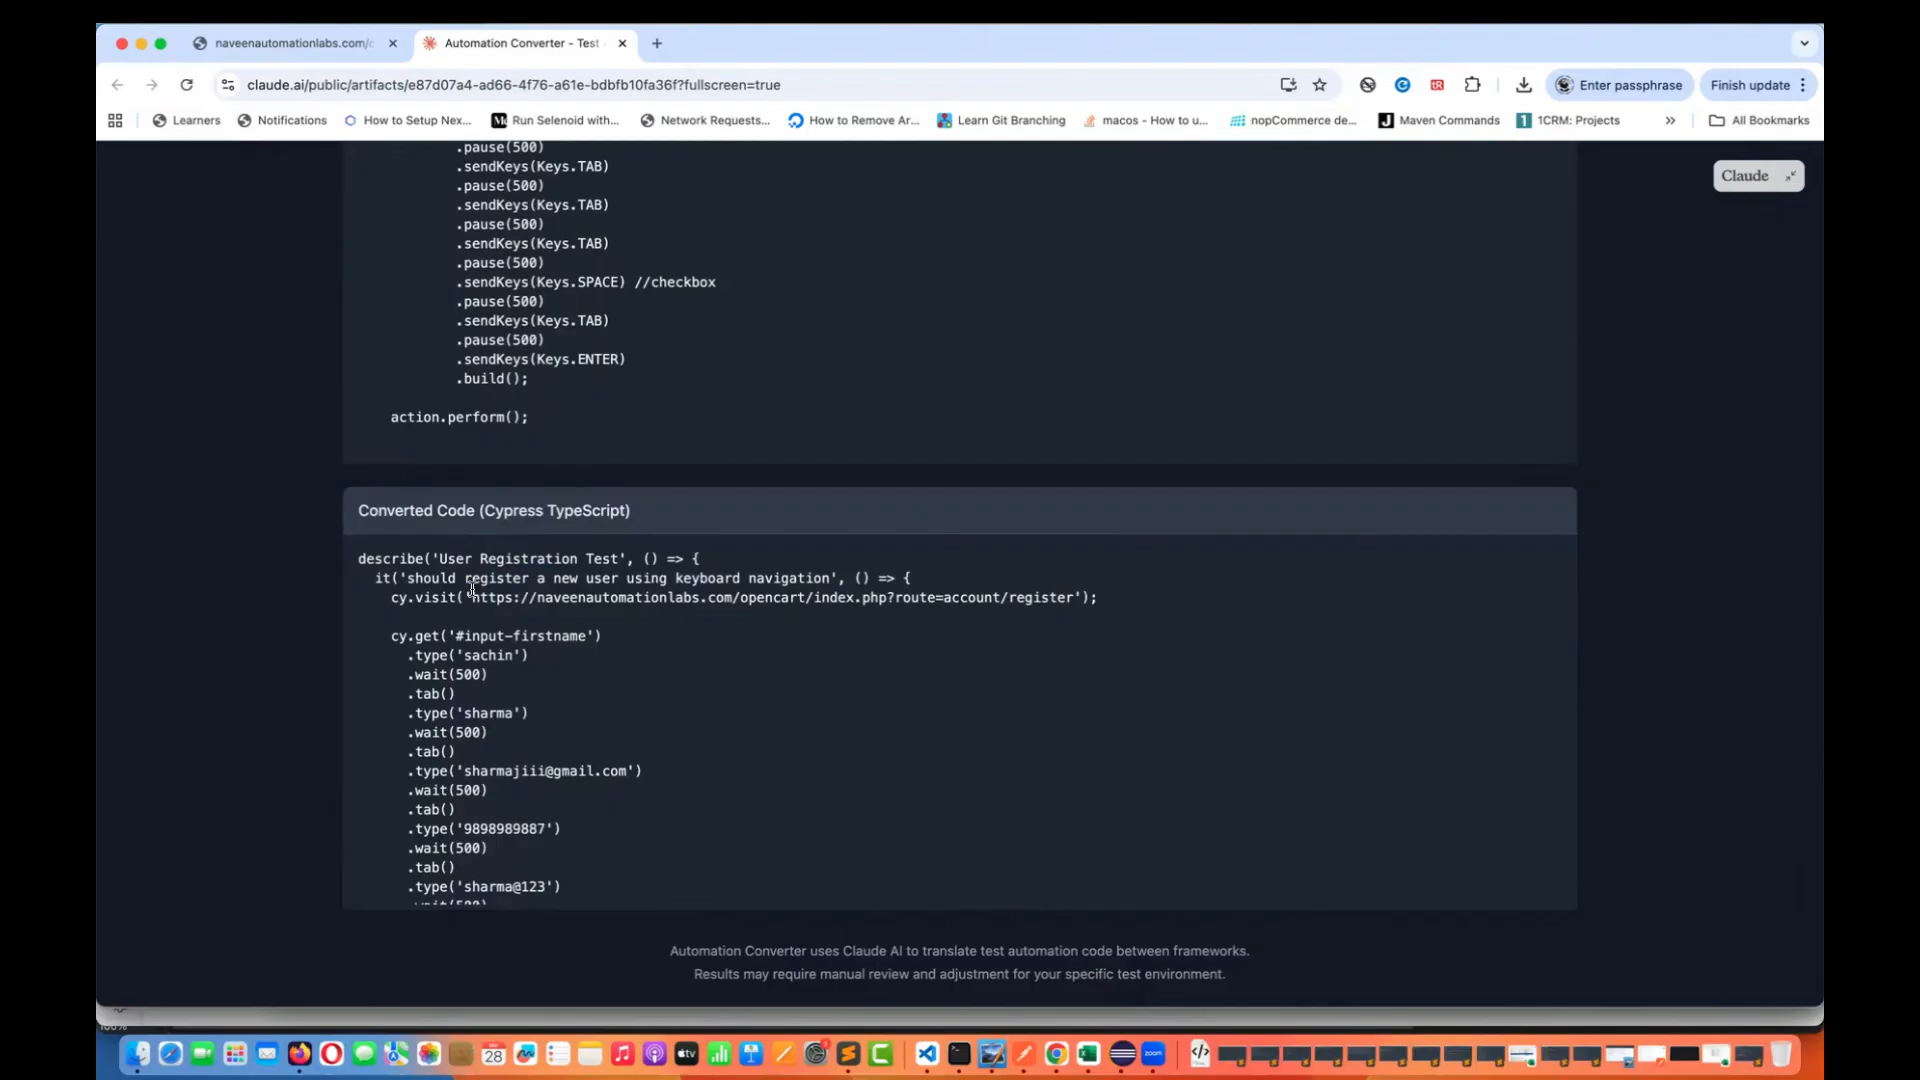 naveenautomationlabs.com/c
Automation Converter - Test
claude.ai/public/artifacts/e87d07a4-ad66-4f76-a61e-bdbfb10fa36f?fullscreen=true
Enter passphrase
Finish update
Learners
Notifications
How to Setup Nex...
Run Selenoid with...
Network Requests...
How to Remove Ar...
Learn Git Branching
macos - How to u...
nopCommerce de...
Maven Commands
1CRM: Projects
All Bookmarks
Claude
.pause(500)
.sendKeys(Keys.TAB)
.pause(500)
.sendKeys(Keys.TAB)
.pause(500)
.sendKeys(Keys.TAB)
.pause(500)
.sendKeys(Keys.SPACE) //checkbox
.pause(500)
.sendKeys(Keys.TAB)
.pause(500)
.sendKeys(Keys.ENTER)
.build();
action.perform();
Converted Code (Cypress TypeScript)
describe('User Registration Test', () => {
it('should register a new user using keyboard navigation', () => {
cy.visit('https://naveenautomationlabs.com/opencart/index.php?route=account/register');
cy.get('#input-firstname')
.type('sachin')
.wait(500)
.tab()
.type('sharma')
.wait(500)
.tab()
.type('sharmajiii@gmail.com')
.wait(500)
.tab()
.type('9898989887')
.wait(500)
.tab()
.type('sharma@123')
.wait(500)
Automation Converter uses Claude AI to translate test automation code between frameworks.
Results may require manual review and adjustment for your specific test environment.
100%
28
tv
zoom